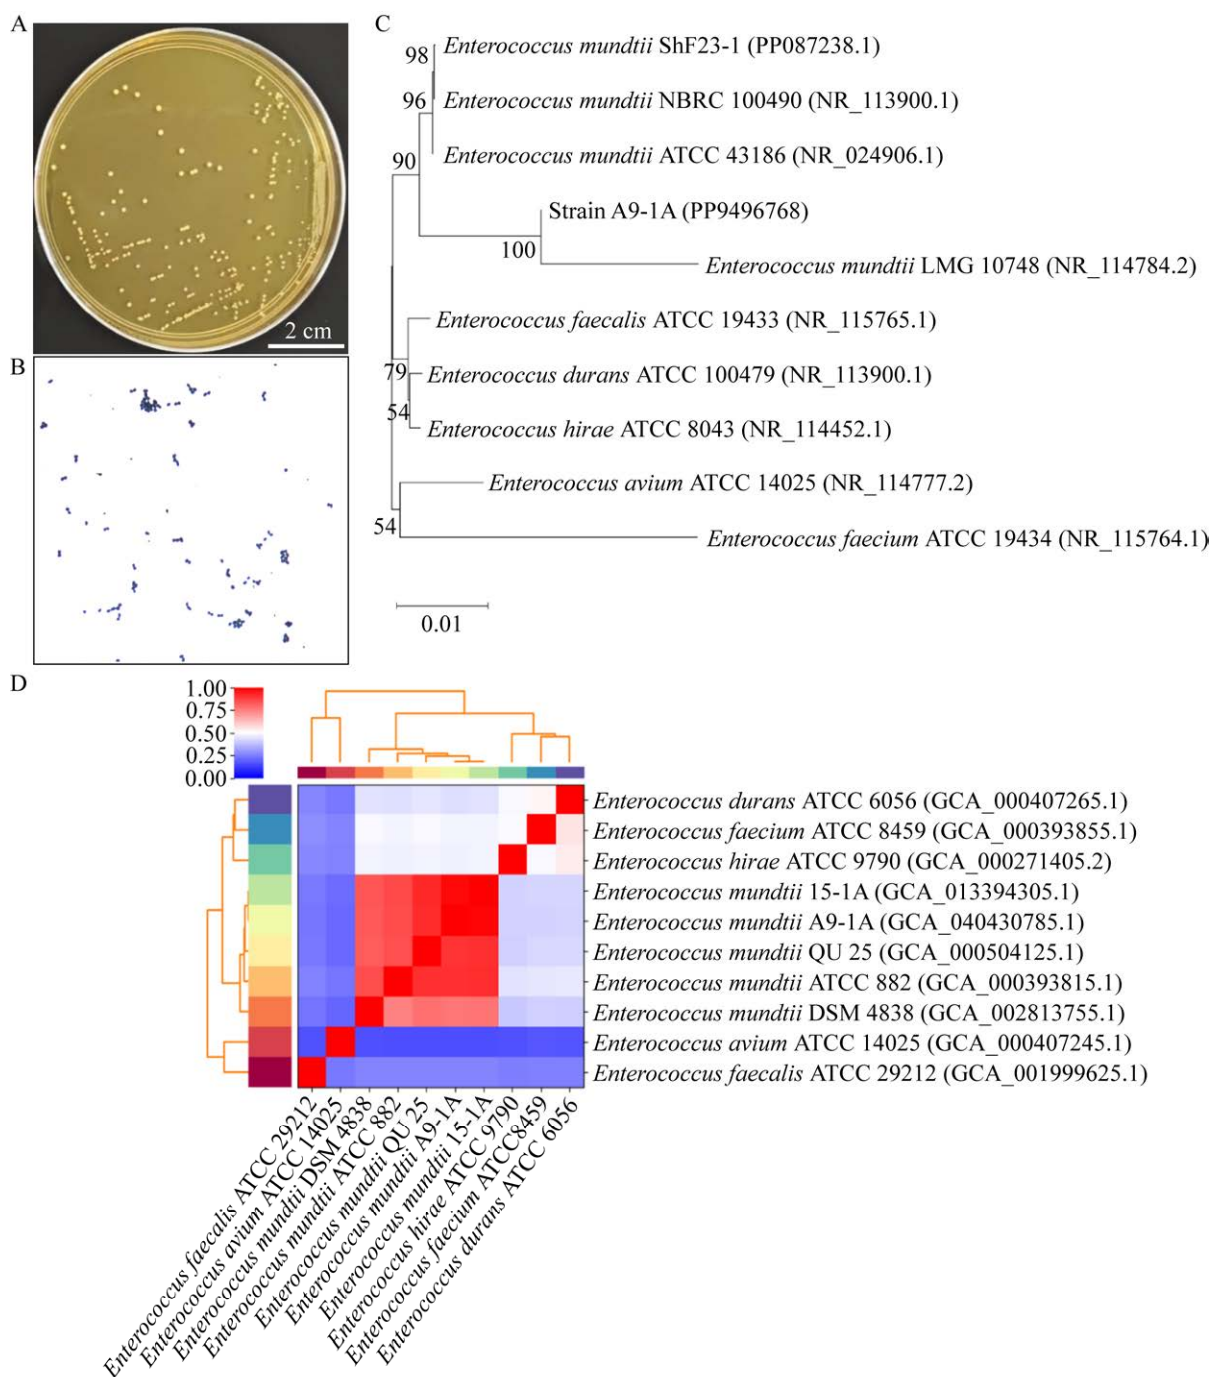 A
2 cm
B
C
98
Enterococcus mundtii ShF23-1 (PP087238.1)
96
Enterococcus mundtii NBRC 100490 (NR_113900.1)
90
Enterococcus mundtii ATCC 43186 (NR_024906.1)
Strain A9-1A (PP9496768)
100
Enterococcus mundtii LMG 10748 (NR_114784.2)
Enterococcus faecalis ATCC 19433 (NR_115765.1)
79
Enterococcus durans ATCC 100479 (NR_113900.1)
54
Enterococcus hirae ATCC 8043 (NR_114452.1)
Enterococcus avium ATCC 14025 (NR_114777.2)
54
Enterococcus faecium ATCC 19434 (NR_115764.1)
0.01
D
1.00
0.75
0.50
0.25
0.00
Enterococcus durans ATCC 6056 (GCA_000407265.1)
Enterococcus faecium ATCC 8459 (GCA_000393855.1)
Enterococcus hirae ATCC 9790 (GCA_000271405.2)
Enterococcus mundtii 15-1A (GCA_013394305.1)
Enterococcus mundtii A9-1A (GCA_040430785.1)
Enterococcus mundtii QU 25 (GCA_000504125.1)
Enterococcus mundtii ATCC 882 (GCA_000393815.1)
Enterococcus mundtii DSM 4838 (GCA_002813755.1)
Enterococcus avium ATCC 14025 (GCA_000407245.1)
Enterococcus faecalis ATCC 29212 (GCA_001999625.1)
Enterococcus faecalis ATCC 29212
Enterococcus avium ATCC 14025
Enterococcus mundtii DSM 4838
Enterococcus mundtii ATCC 882
Enterococcus mundtii QU 25
Enterococcus mundtii A9-1A
Enterococcus mundtii 15-1A
Enterococcus hirae ATCC 9790
Enterococcus faecium ATCC8459
Enterococcus durans ATCC 6056